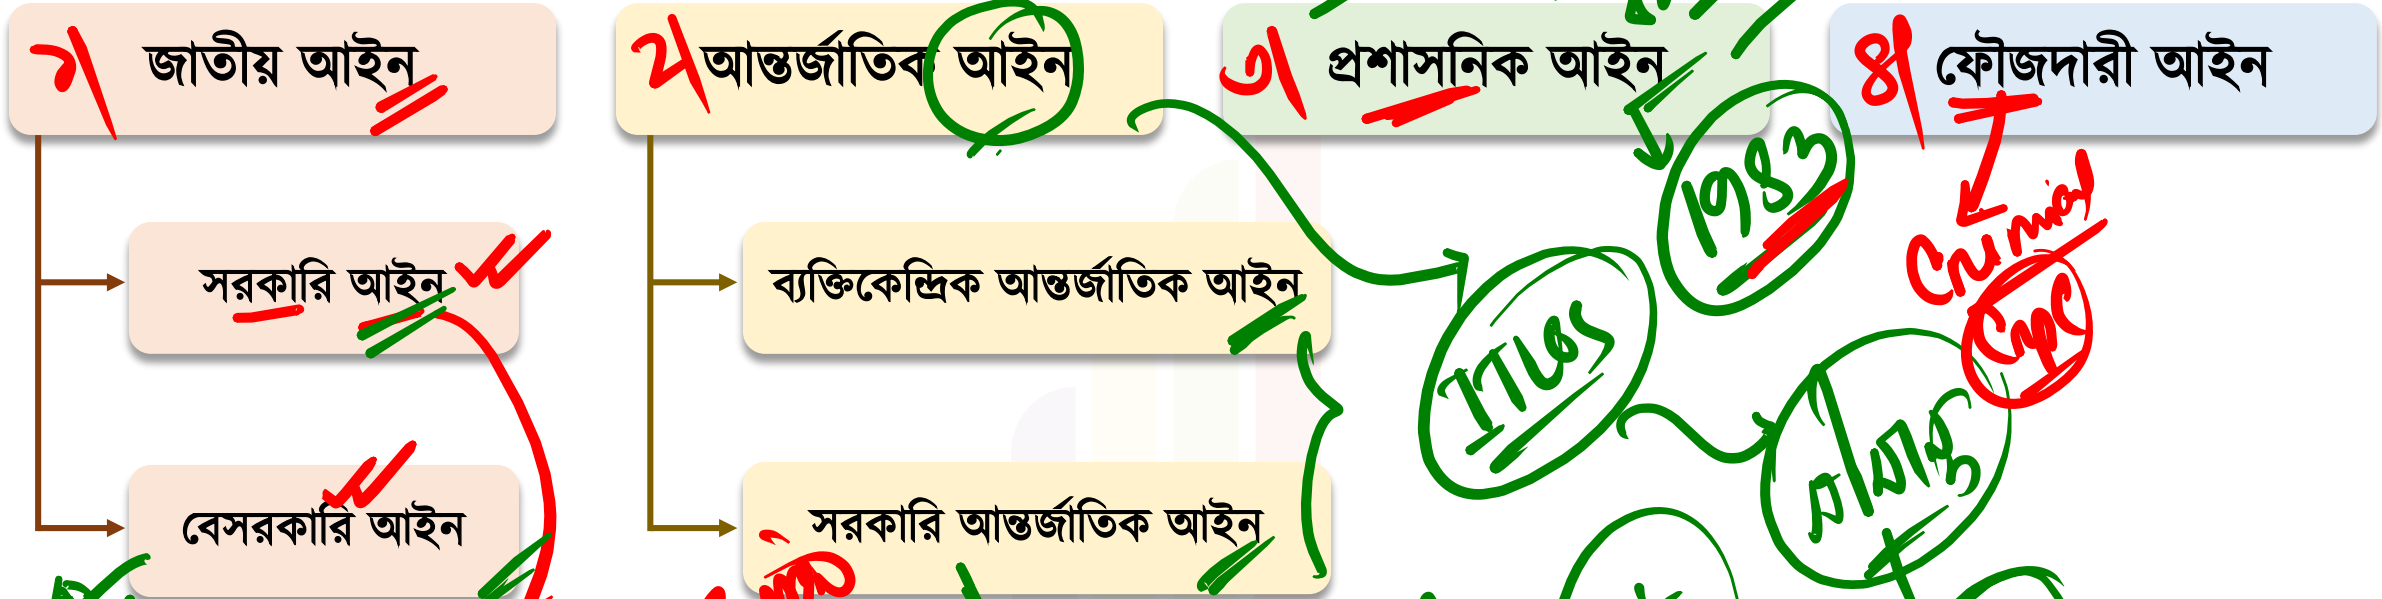 ১। জাতীয় আইন
২। আন্তর্জাতিক আইন
৩। প্রশাসনিক আইন
৪। ফৌজদারী আইন
সরকারি আইন
ব্যক্তিকেন্দ্রিক আন্তর্জাতিক আইন
1983
Criminal
CrPC
ITLOS
বেসরকারি আইন
সরকারি আন্তর্জাতিক আইন